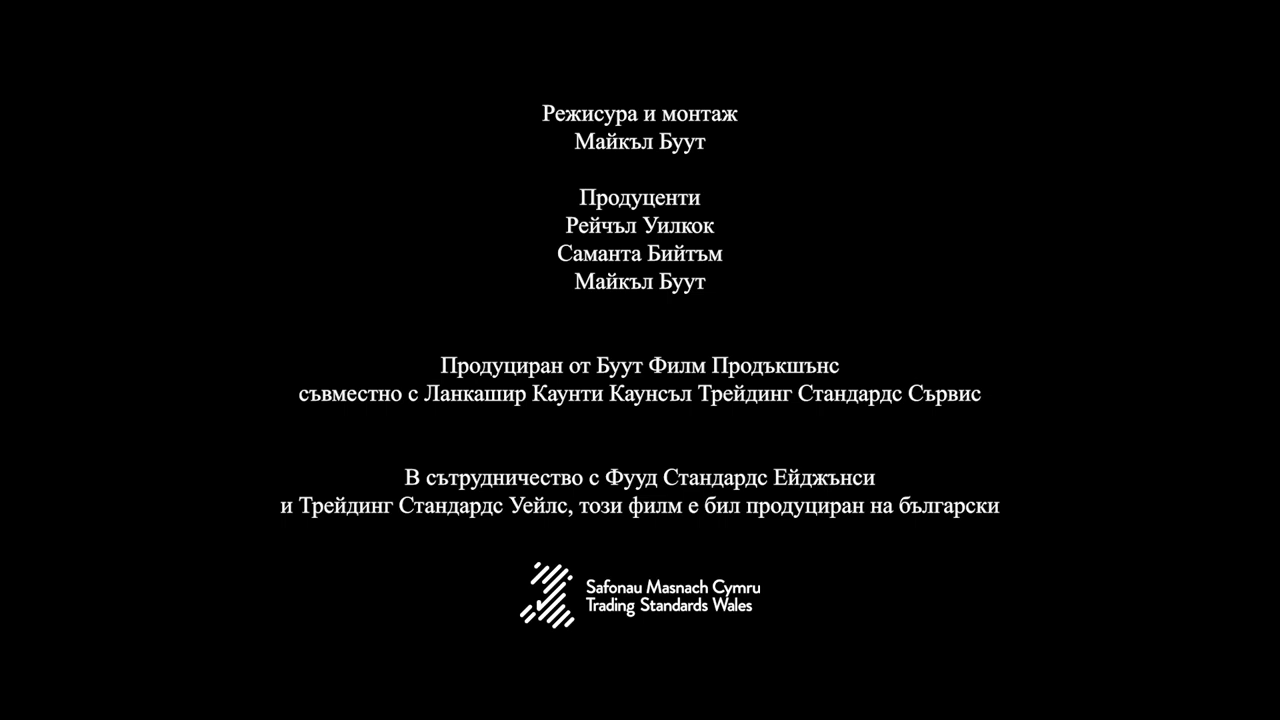 Режисура и монтаж
Майкъл Буут
Продуценти
Рейчъл Уилкок
Саманта Бийтъм
Майкъл Буут
Продуциран от Буут Филм Продъкшънс
съвместно с Ланкашир Каунти Каунсъл Трейдинг Стандардс Сървис
В сътрудничество с Фууд Стандардс Ейджънси
и Трейдинг Стандардс Уейлс, този филм е бил продуциран на български
Safonau Masnach Cymru
Trading Standards Wales